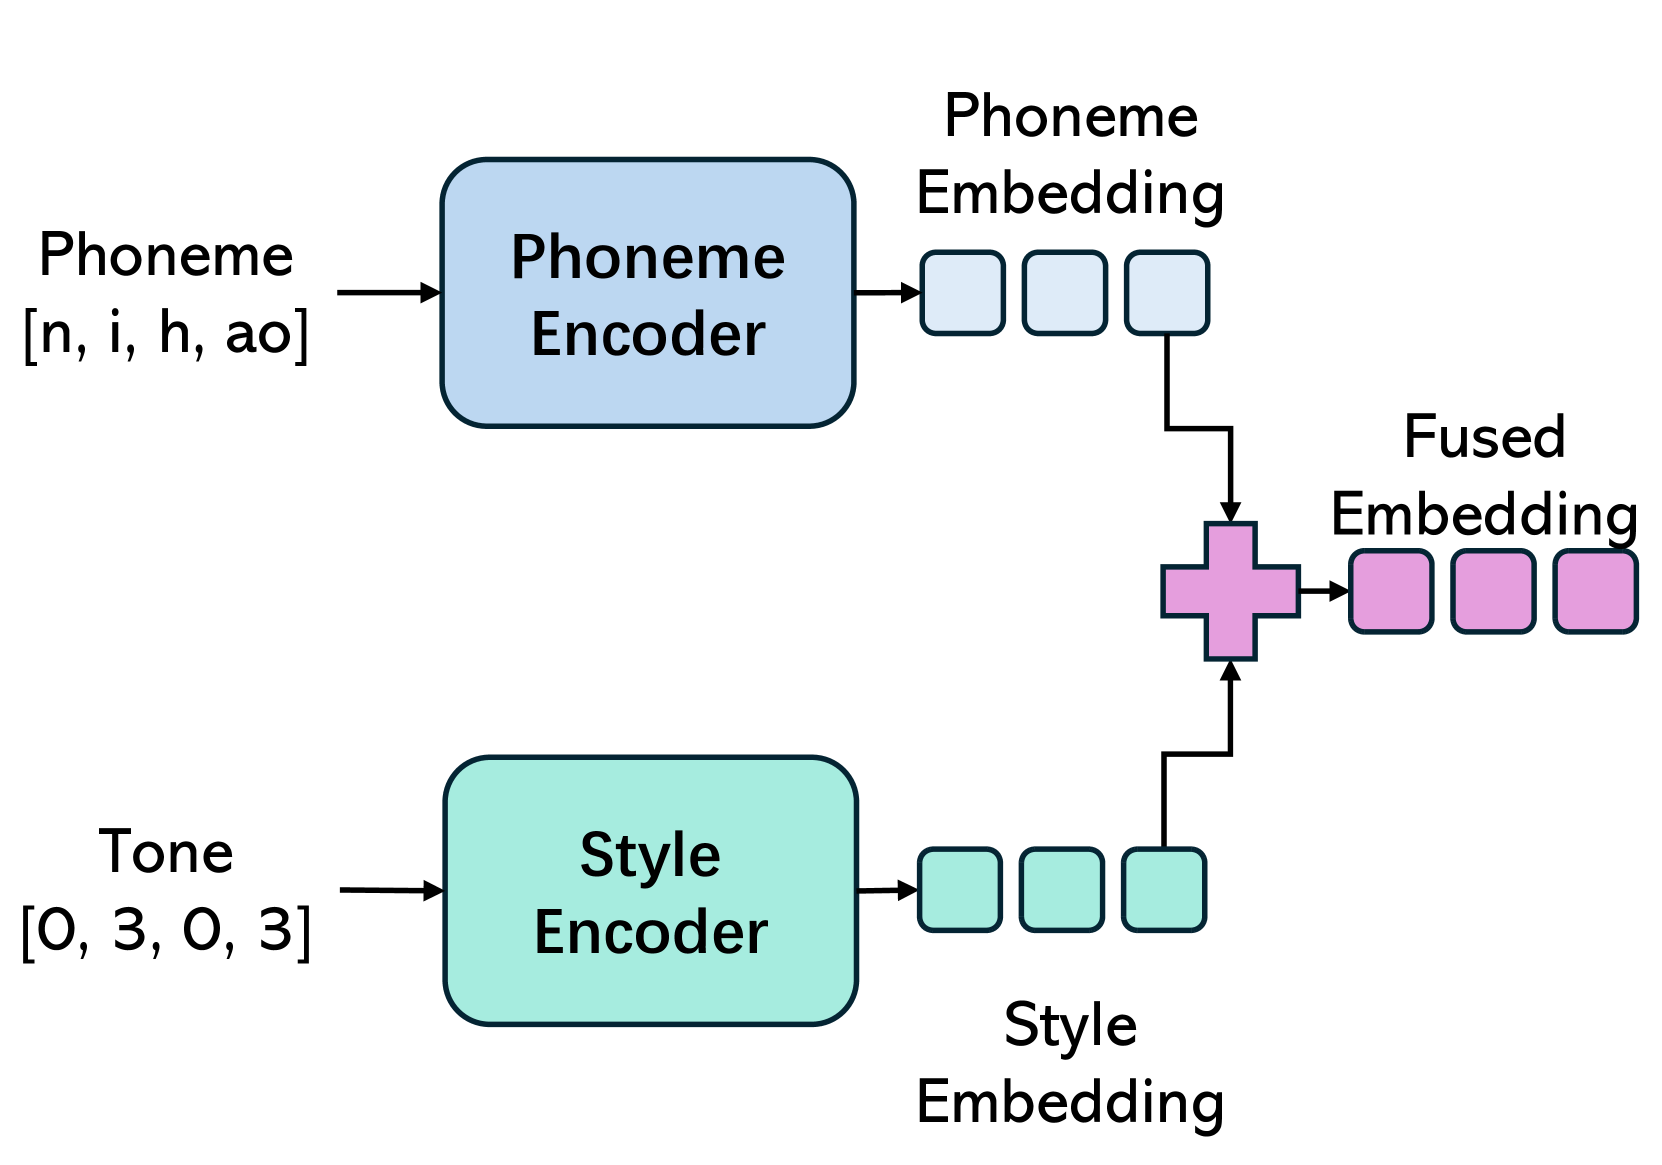 Phoneme
Embedding
Phoneme
[n, i, h, ao]
Phoneme
Encoder
Fused
Embedding
Tone
[0, 3, 0, 3]
Style
Encoder
Style
Embedding